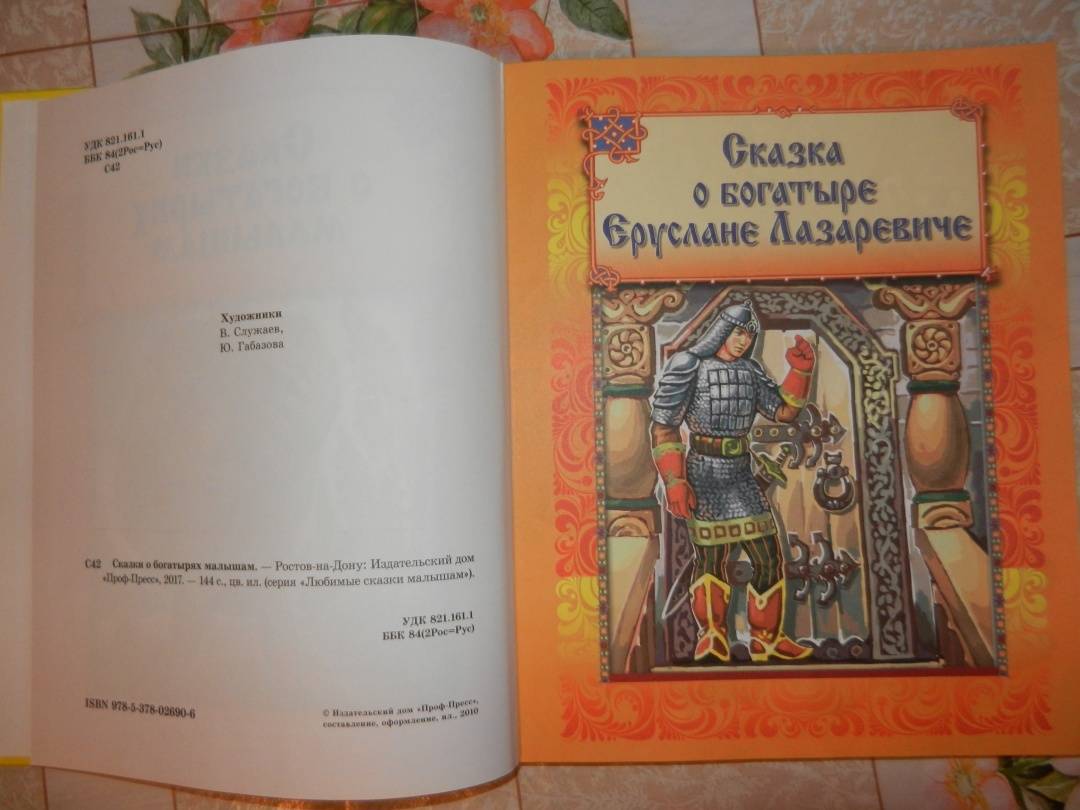 УДК 821.161.1
ББК 84(2Рос=Рус)
С42
Художники
В. Служаев,
Ю. Габазова
С42 Сказки о богатырях малышам. — Ростов-на-Дону: Издательский дом
«Проф-Пресс», 2017. — 144 с., цв. ил. (серия «Любимые сказки малышам»).
УДК 821.161.1
ББК 84(2Рос=Рус)
ISBN 978-5-378-02690-6
© Издательский дом «Проф-Пресс»,
составление, оформление, ил., 2010
Сказка
о богатыре
Еруслане Лазаревиче